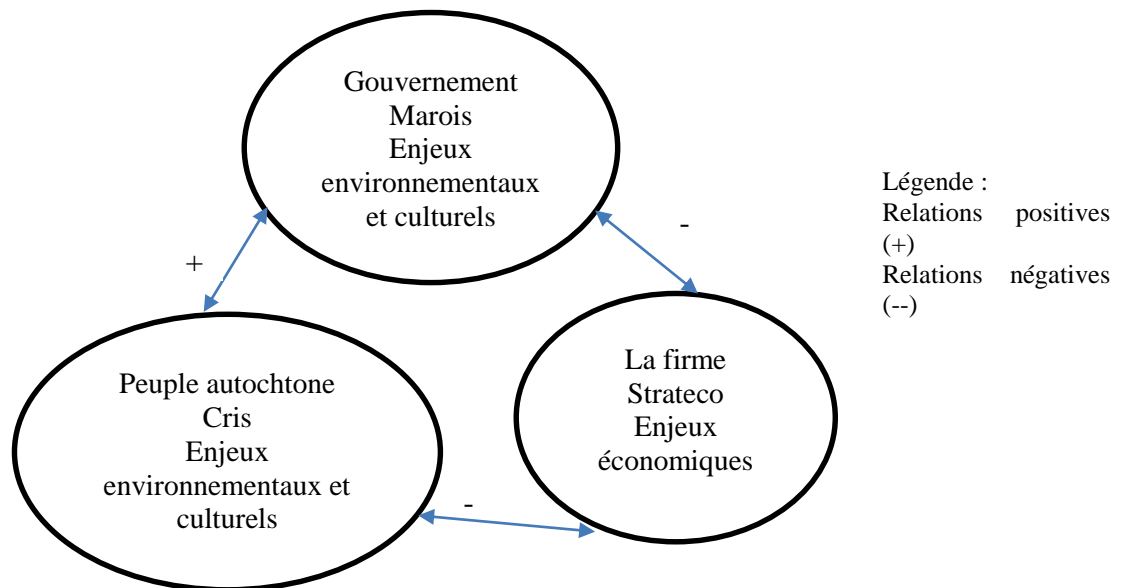 Gouvernement
Marois
Enjeux
environnementaux
et culturels
-
+
Légende :
Relations positives
(+)
Relations négatives
(--)
Peuple autochtone
Cris
Enjeux
environnementaux et
culturels
La firme
Strateco
Enjeux
économiques
-